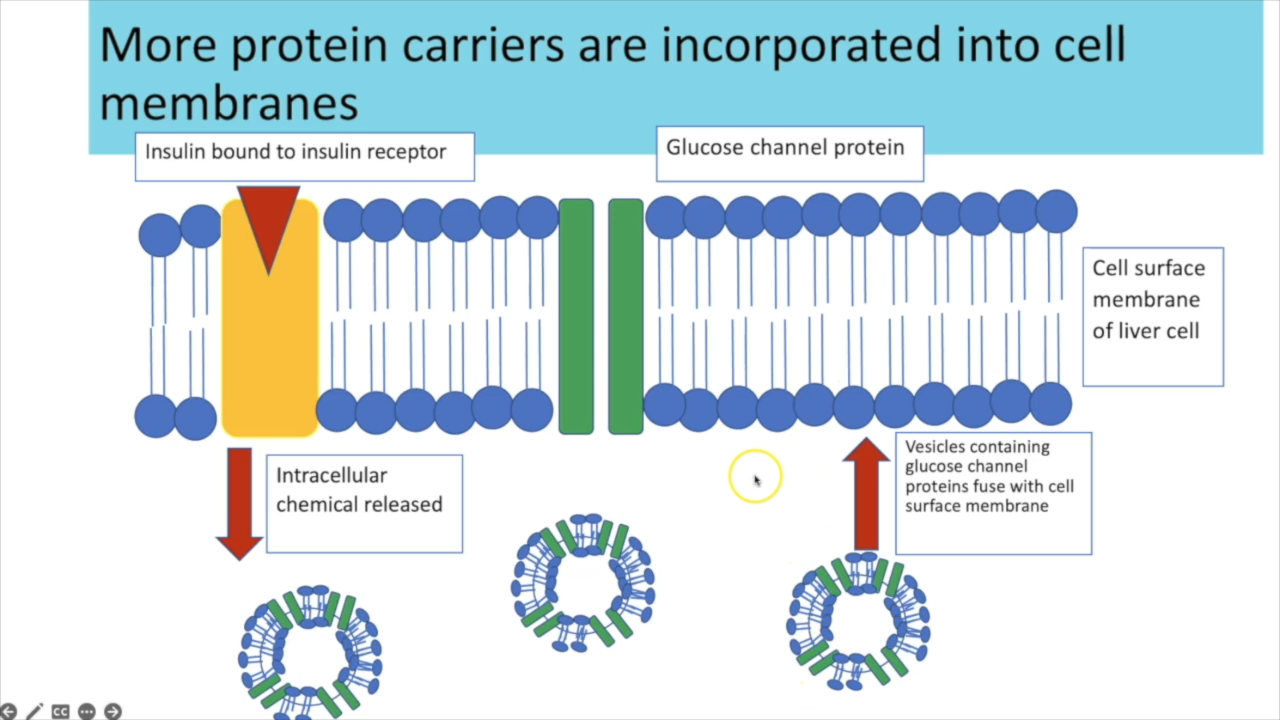 More protein carriers are incorporated into cell
membranes
Insulin bound to insulin receptor
Glucose channel protein
Cell surface
membrane
of liver cell
Intracellular
chemical released
Vesicles containing
glucose channel
proteins fuse with cell
surface membrane
CC